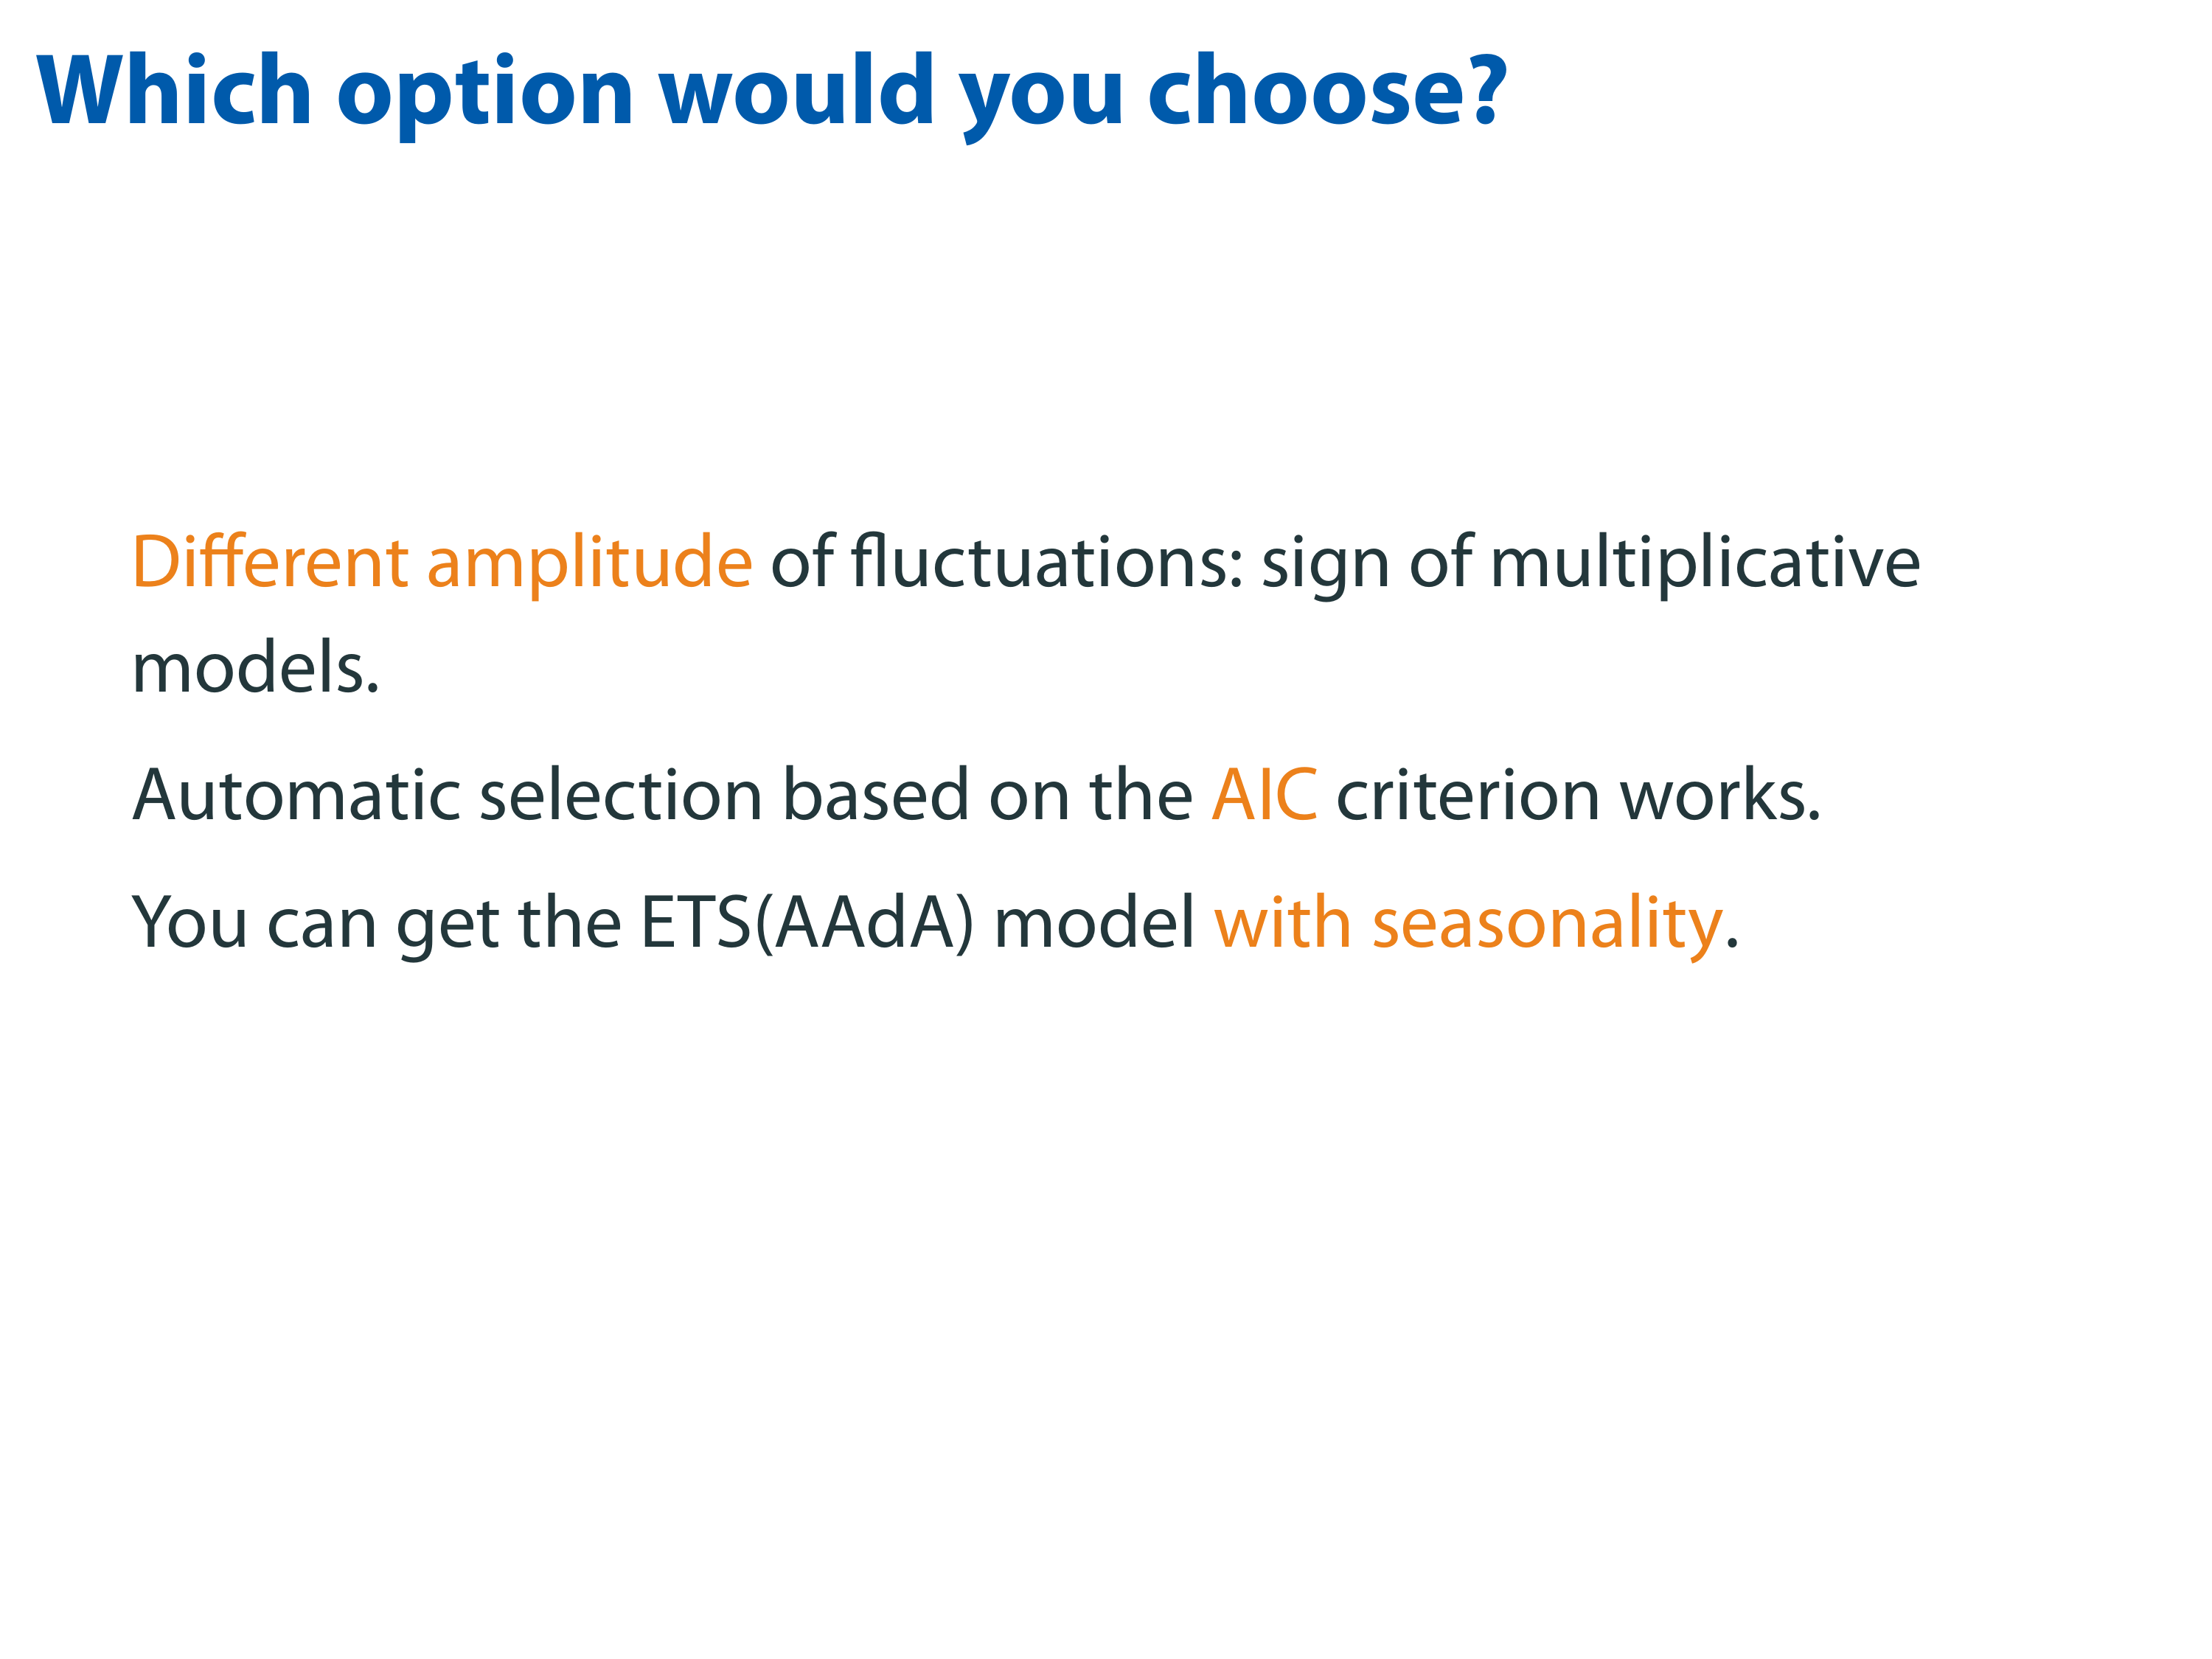 Which option would you choose?
Different amplitude of fluctuations: sign of multiplicative
models.
Automatic selection based on the AIC criterion works.
You can get the ETS(AAdA) model with seasonality.